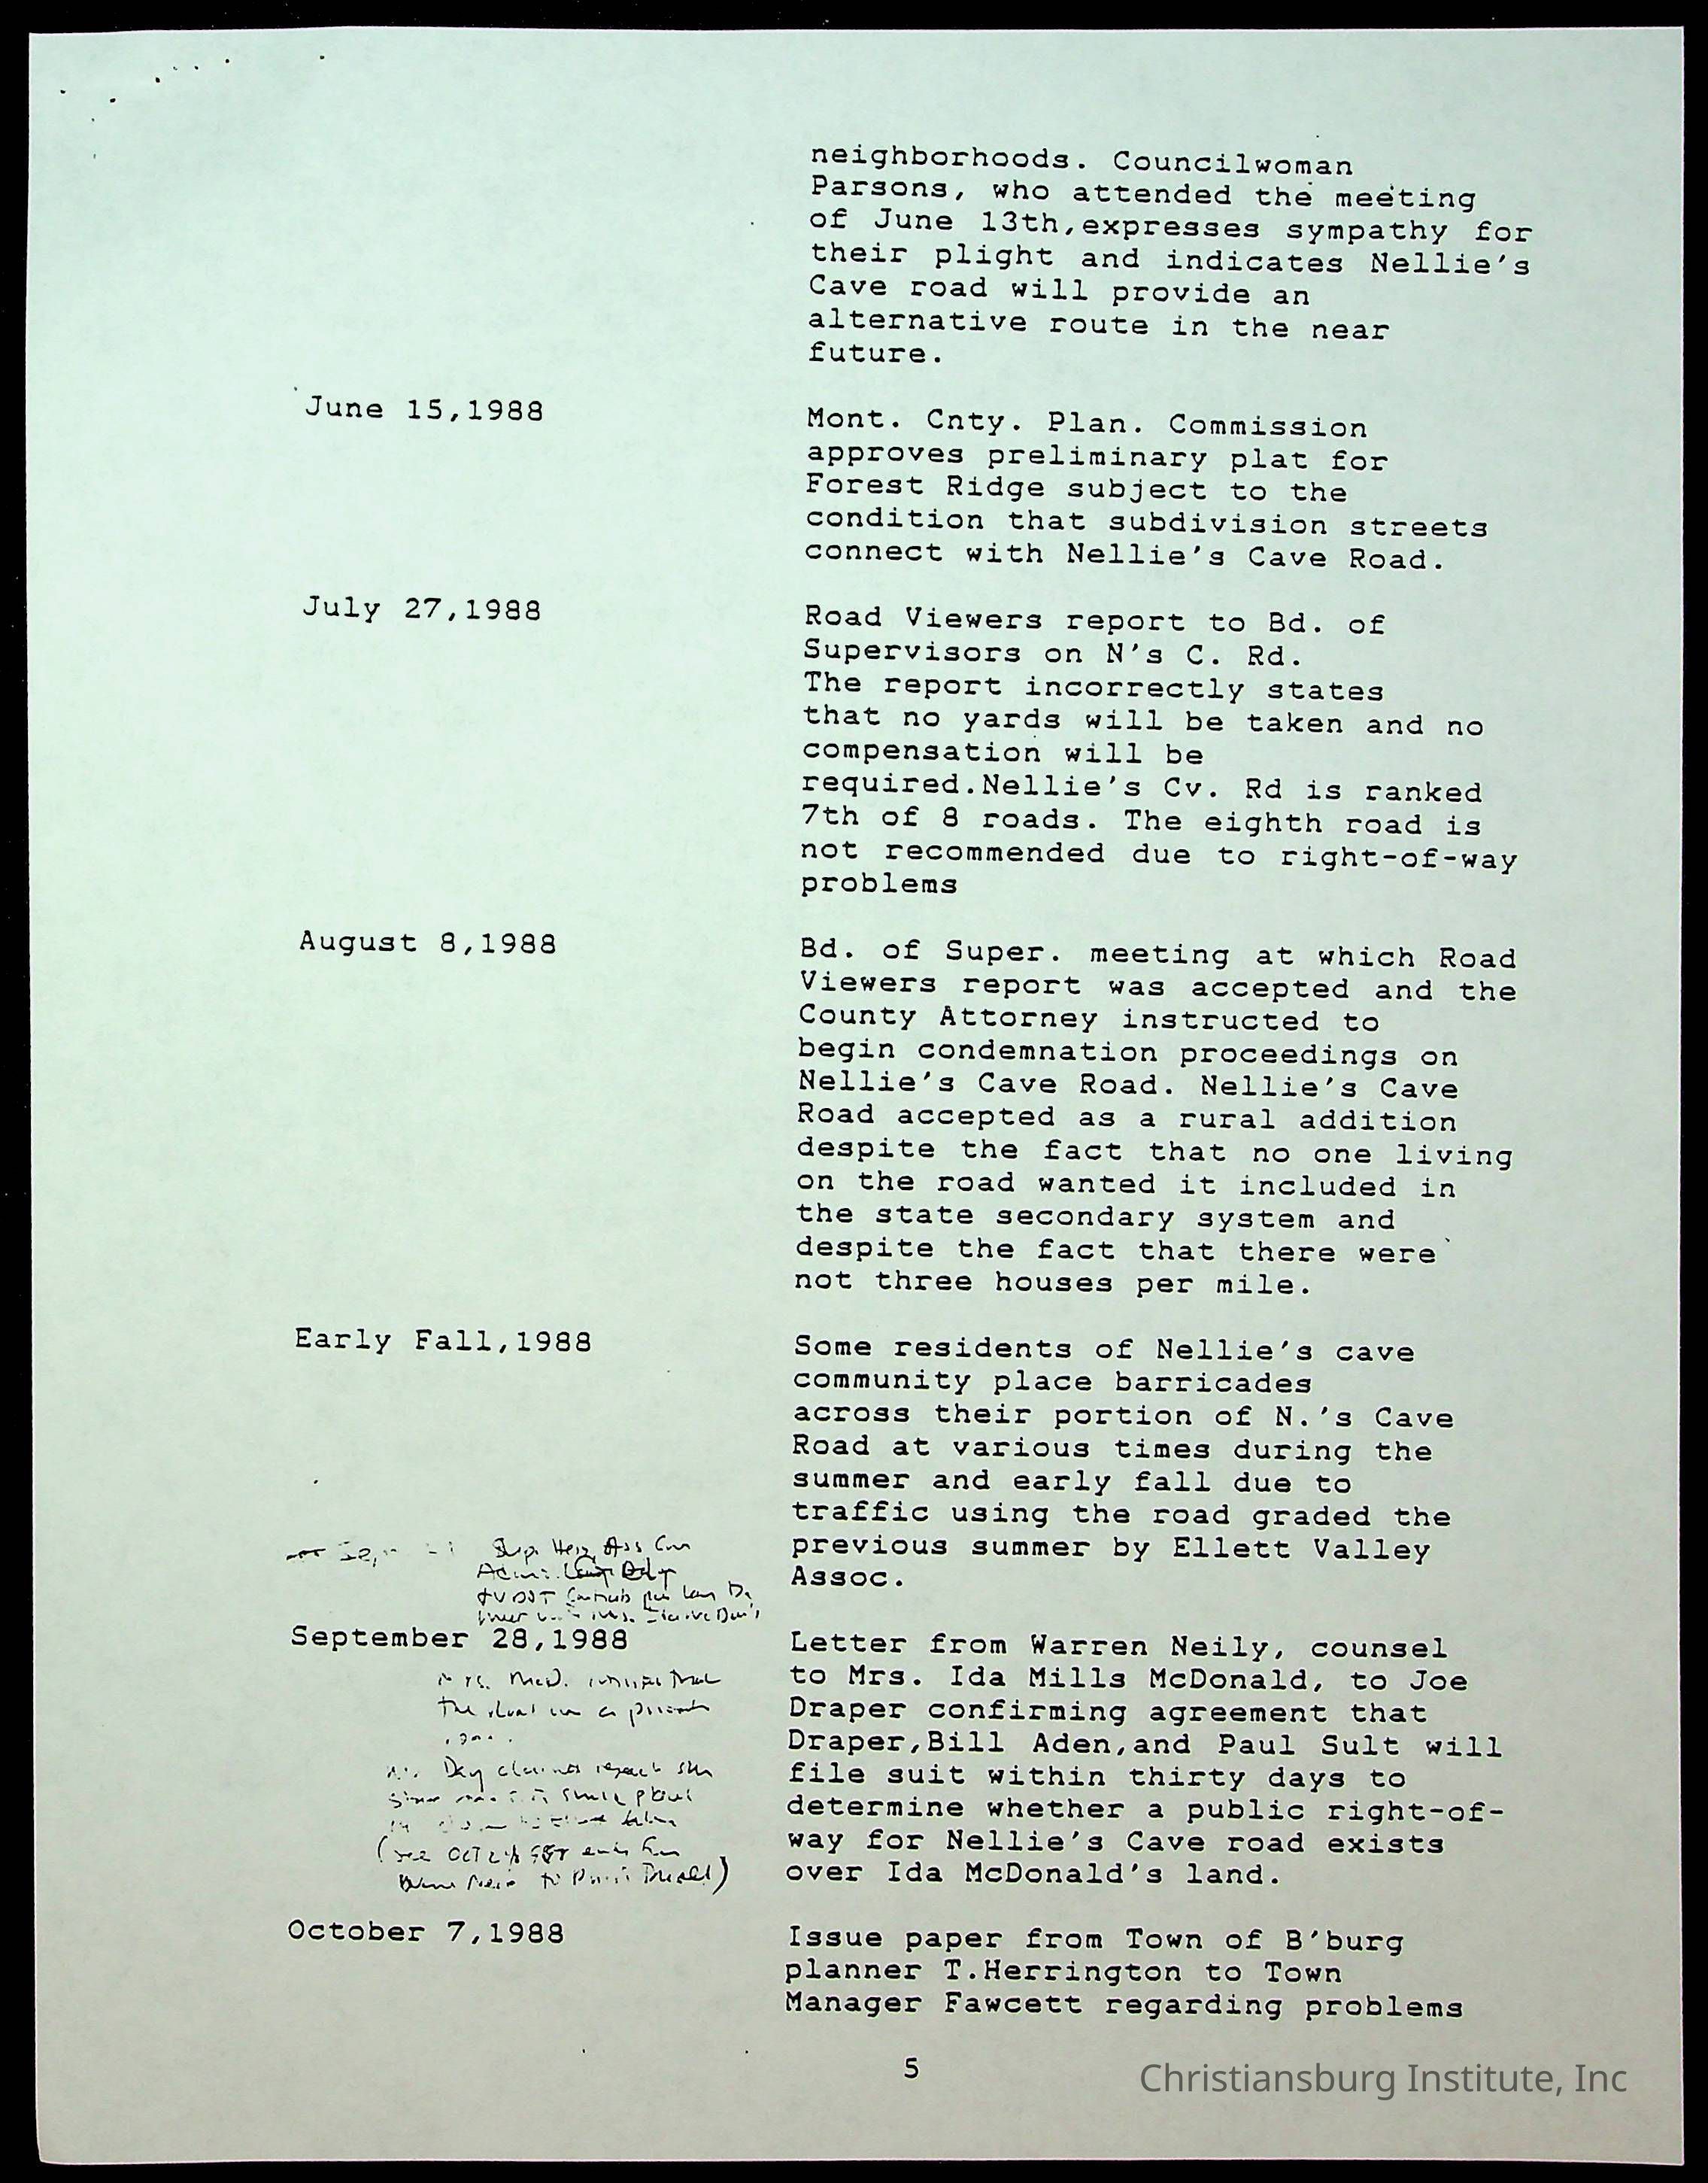 neighborhoods. Councilwoman
Parsons, who attended the meeting
of June 13th,expresses sympathy for
their plight and indicates Nellie's
Cave road will provide an
alternative route in the near
future.
June 15,1988
Mont. Cnty. Plan. Commission
approves preliminary plat for
Forest Ridge subject to the
condition that subdivision streets
connect with Nellie's Cave Road.
July 27,1988
Road Viewers report to Bd. of
Supervisors on N's C. Rd.
The report incorrectly states
that no yards will be taken and no
compensation will be
required.Nellie's Cv. Rd is ranked
7th of 8 roads. The eighth road is
not recommended due to right-of-way
problems
August 8,1988
Bd. of Super. meeting at which Road
Viewers report was accepted and the
County Attorney instructed to
begin condemnation proceedings on
Nellie's Cave Road. Nellie's Cave
Road accepted as a rural addition
despite the fact that no one living
on the road wanted it included in
the state secondary system and
despite the fact that there were
not three houses per mile.
Early Fall,1988
Some residents of Nellie's cave
community place barricades
across their portion of N.'s Cave
Road at various times during the
summer and early fall due to
traffic using the road graded the
previous summer by Ellett Valley
Assoc.
September 28,1988
Letter from Warren Neily, counsel
to Mrs. Ida Mills McDonald, to Joe
Draper confirming agreement that
Draper,Bill Aden,and Paul Sult will
file suit within thirty days to
determine whether a public right-of-
way for Nellie's Cave road exists
over Ida McDonald's land.
the road
Day
(see Oct 24
October 7,1988
Issue paper from Town of B'burg
planner T.Herrington to Town
Manager Fawcett regarding problems
5
Christiansburg Institute, Inc